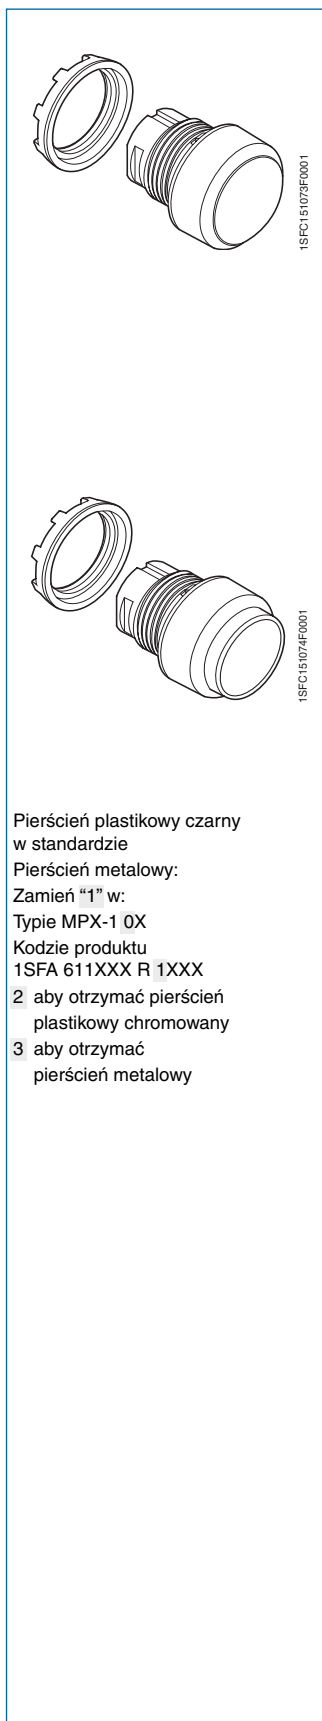 1SFC151073F0001
1SFC151074F0001
Pierścień plastikowy czarny
w standardzie
Pierścień metalowy:
Zamień “1” w:
Typie MPX-1 0X
Kodzie produktu
1SFA 611XXX R 1XXX
2 aby otrzymać pierścień
plastikowy chromowany
3 aby otrzymać
pierścień metalowy